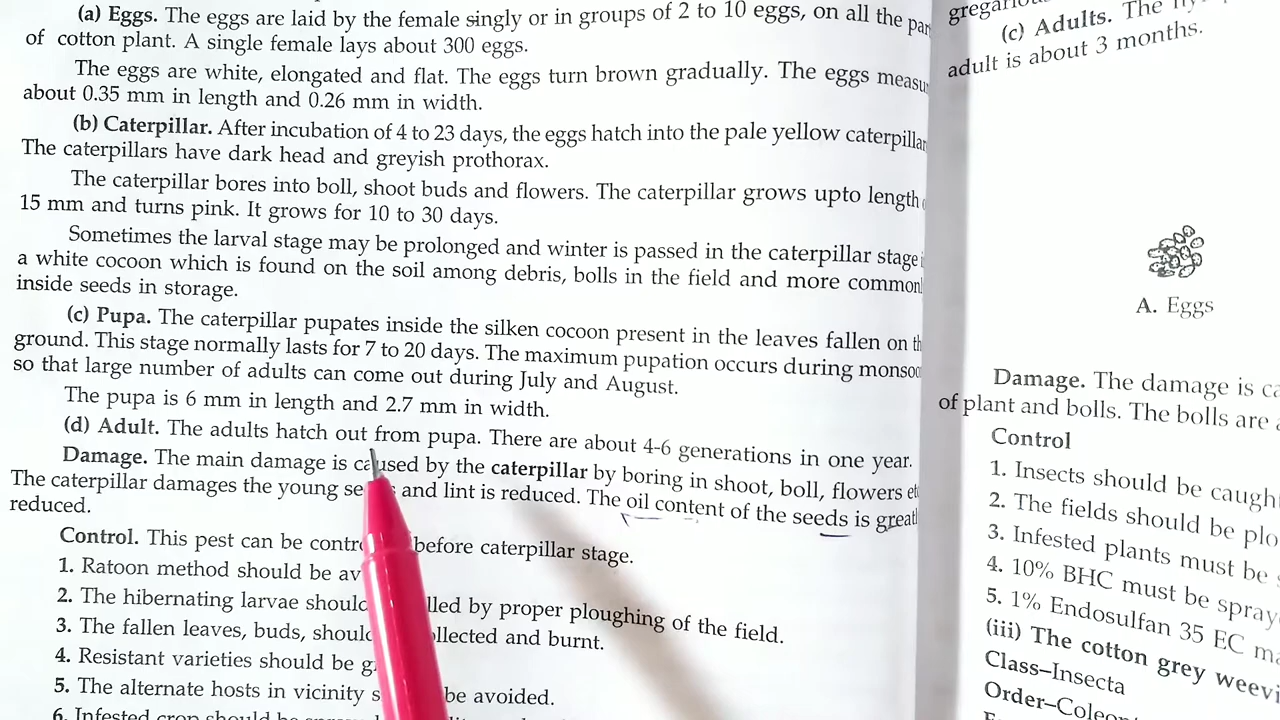 (a) Eggs. The eggs are laid by the female singly or in groups of 2 to 10 eggs, on all the par
of cotton plant. A single female lays about 300 eggs.
The eggs are white, elongated and flat. The eggs turn brown gradually. The eggs measu
about 0.35 mm in length and 0.26 mm in width.
(b) Caterpillar. After incubation of 4 to 23 days, the eggs hatch into the pale yellow caterpillar
The caterpillars have dark head and greyish prothorax.
The caterpillar bores into boll, shoot buds and flowers. The caterpillar grows upto length
15 mm and turns pink. It grows for 10 to 30 days.
Sometimes the larval stage may be prolonged and winter is passed in the caterpillar stage
a white cocoon which is found on the soil among debris, bolls in the field and more common
inside seeds in storage.
(c) Pupa. The caterpillar pupates inside the silken cocoon present in the leaves fallen on th
ground. This stage normally lasts for 7 to 20 days. The maximum pupation occurs during monsoo
so that large number of adults can come out during July and August.
The pupa is 6 mm in length and 2.7 mm in width.
(d) Adult. The adults hatch out from pupa. There are about 4-6 generations in one year.
Damage. The main damage is caused by the caterpillar by boring in shoot, boll, flowers et
The caterpillar damages the young se and lint is reduced. The oil content of the seeds is greatl
reduced.
Control. This pest can be contr before caterpillar stage.
1. Ratoon method should be av
2. The hibernating larvae should lled by proper ploughing of the field.
3. The fallen leaves, buds, should llected and burnt.
4. Resistant varieties should be g
5. The alternate hosts in vicinity s be avoided.
6. Infested crop should be
(c) Adults. The
adult is about 3 months.
A. Eggs
Damage. The damage is ca
of plant and bolls. The bolls are
Control
1. Insects should be caught
2. The fields should be plo
3. Infested plants must be
4. 10% BHC must be spray
5. 1% Endosulfan 35 EC m
(iii) The cotton grey weevi
Class–Insecta
Order–Coleo